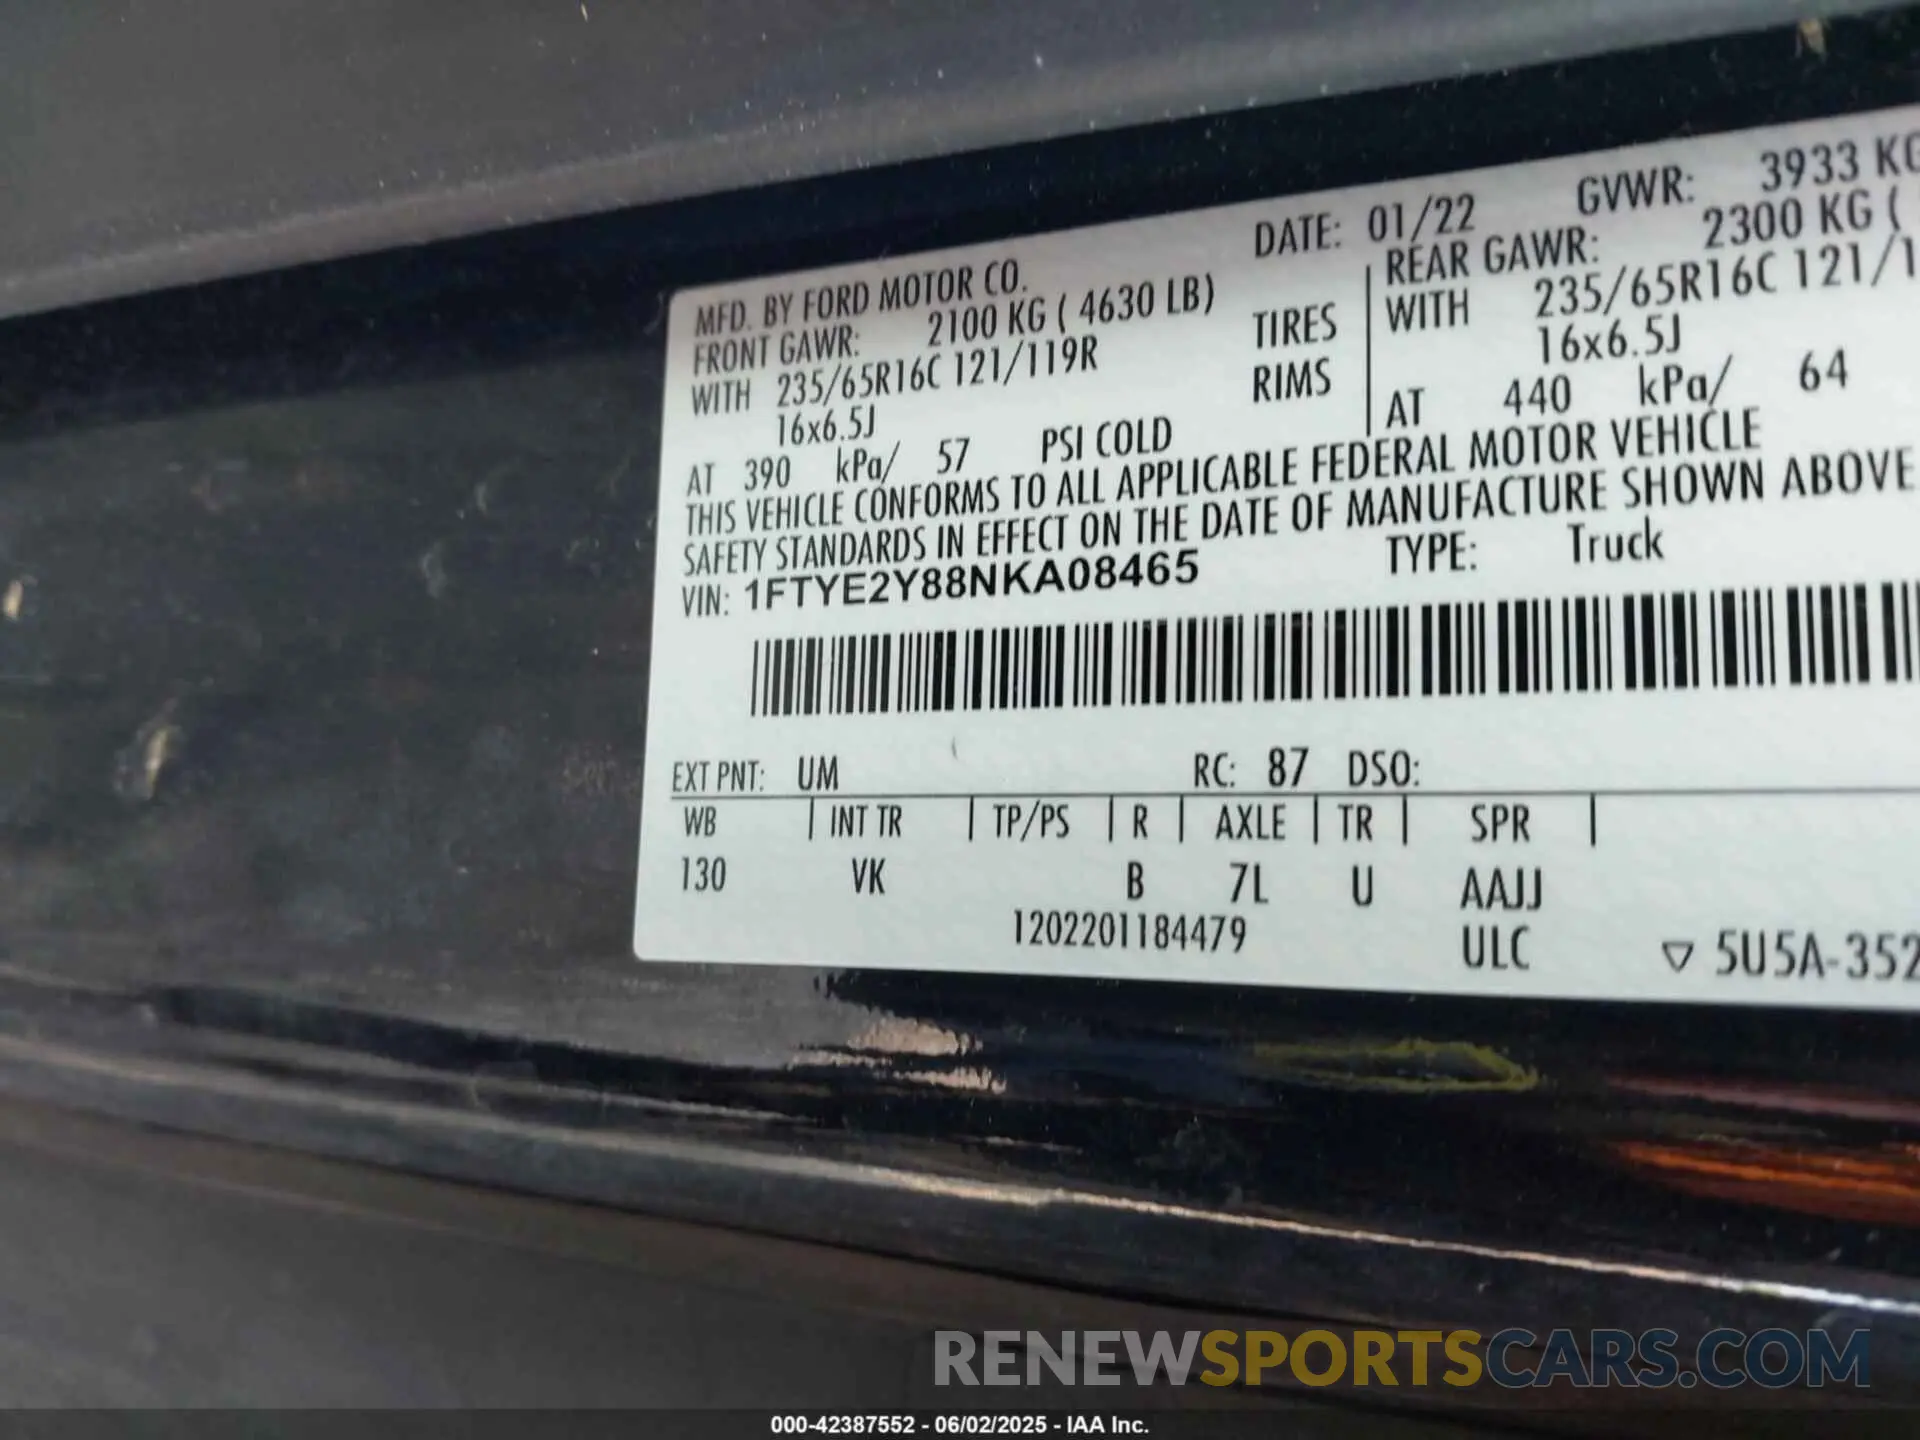 MFD. BY FORD MOTOR CO. DATE: 01/22 GVWR: 3933 KG
FRONT GAWR: 2100 KG ( 4630 LB) REAR GAWR: 2300 KG (
WITH 235/65R16C 121/119R TIRES WITH 235/65R16C 121/1
16x6.5J RIMS 16x6.5J
AT 390 kPa/ 57 PSI COLD AT 440 kPa/ 64
THIS VEHICLE CONFORMS TO ALL APPLICABLE FEDERAL MOTOR VEHICLE
SAFETY STANDARDS IN EFFECT ON THE DATE OF MANUFACTURE SHOWN ABOVE
VIN: 1FTYE2Y88NKA08465 TYPE: Truck
EXT PNT: UM RC: 87 DSO:
WB INT TR TP/PS R AXLE TR SPR
130 VK B 7L U AAJJ
1202201184479 ULC 5U5A-352
RENEWSPORTSCARS.COM
000-42387552 - 06/02/2025 - IAA Inc.